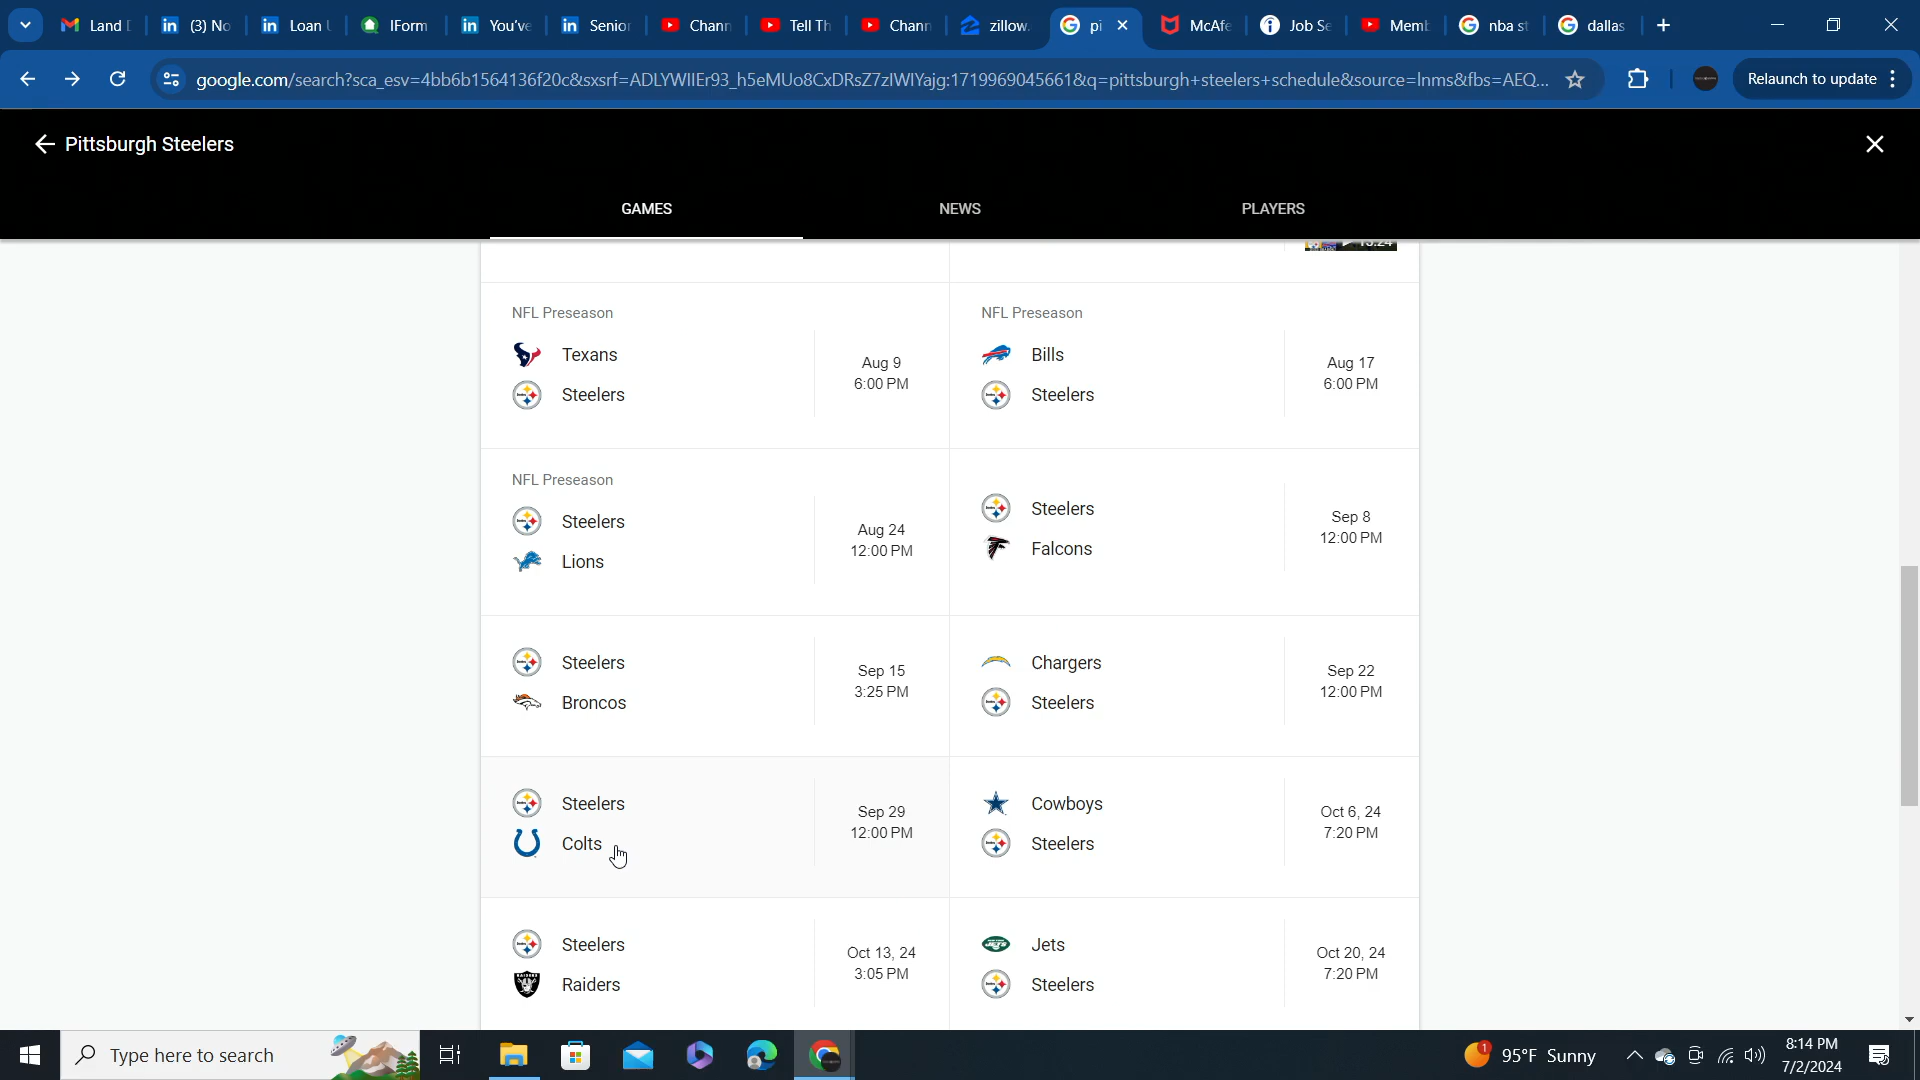 Land D
(3) No
Loan U
IForm
You've
Senior
Chann
Tell Th
Chann
zillow.
pi
McAfe
Job Se
Memb
nba st
dallas
google.com/search?sca_esv=4bb6b1564136f20c&sxsrf=ADLYWIIEr93_h5eMUo8CxDRsZ7zIWIYajg:1719969045661&q=pittsburgh+steelers+schedule&source=lnms&fbs=AEQ...
Relaunch to update
Pittsburgh Steelers
GAMES
NEWS
PLAYERS
13:24
NFL Preseason
Texans
Steelers
Aug 9
6:00 PM
NFL Preseason
Bills
Steelers
Aug 17
6:00 PM
NFL Preseason
Steelers
Lions
Aug 24
12:00 PM
Steelers
Falcons
Sep 8
12:00 PM
Steelers
Broncos
Sep 15
3:25 PM
Chargers
Steelers
Sep 22
12:00 PM
Steelers
Colts
Sep 29
12:00 PM
Cowboys
Steelers
Oct 6, 24
7:20 PM
Steelers
Raiders
Oct 13, 24
3:05 PM
Jets
Steelers
Oct 20, 24
7:20 PM
Type here to search
1
95°F Sunny
8:14 PM
7/2/2024